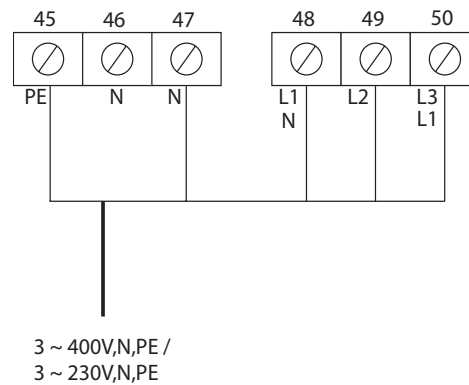 45 46 47 48 49 50
PE N N L1 L2 L3
N L1
3 ~ 400V,N,PE /
3 ~ 230V,N,PE